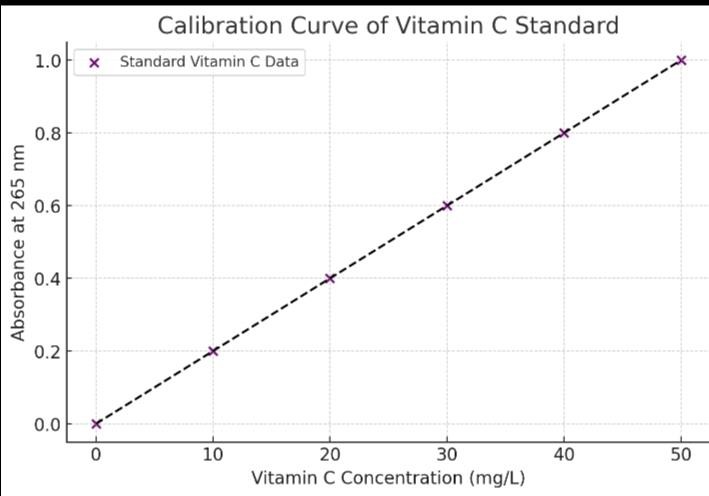 Calibration Curve of Vitamin C Standard
Standard Vitamin C Data
Absorbance at 265 nm
1.0
0.8
0.6
0.4
0.2
0.0
0 10 20 30 40 50
Vitamin C Concentration (mg/L)